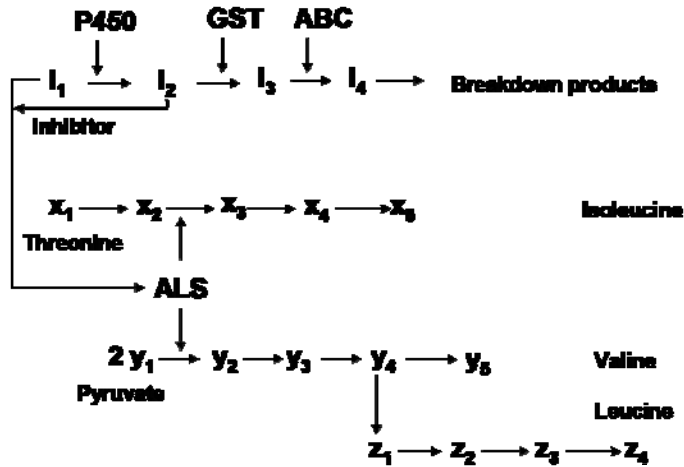 P450 GST ABC
I₁ I₂ I₃ I₄ Breakdown products
Inhibitor
x₁ x₂ x₃ x₄ x₅ Isoleucine
Threonine
ALS
2 y₁ y₂ y₃ y₄ y₅ Valine
Pyruvate
Leucine
z₁ z₂ z₃ z₄